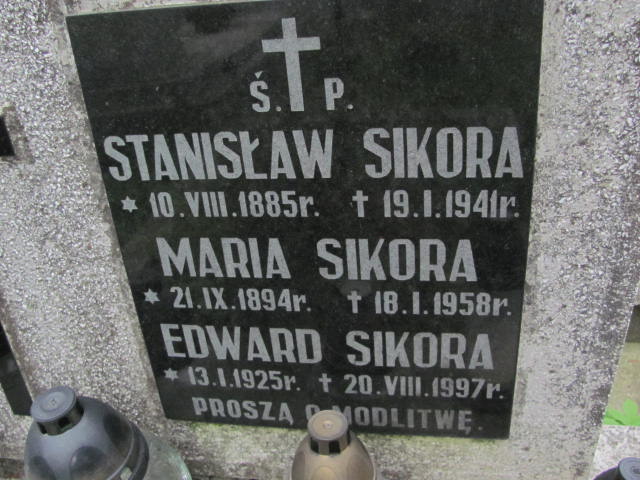 Ś. P.
STANISŁAW SIKORA
* 10.VIII.1885r. † 19.I.1941r.
MARIA SIKORA
* 21.IX.1894r. † 18.I.1958r.
EDWARD SIKORA
* 13.I.1925r. † 20.VIII.1997r.
PROSZĄ O MODLITWĘ.